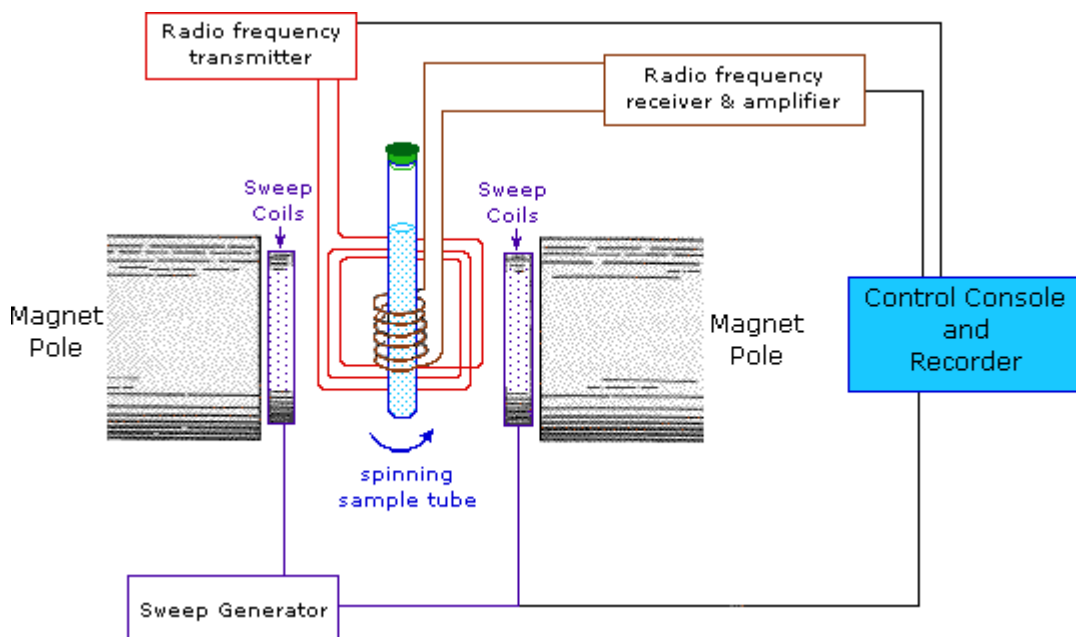 Radio frequency
transmitter
Radio frequency
receiver & amplifier
Sweep
Coils
Sweep
Coils
Magnet
Pole
Magnet
Pole
Control Console
and
Recorder
spinning
sample tube
Sweep Generator